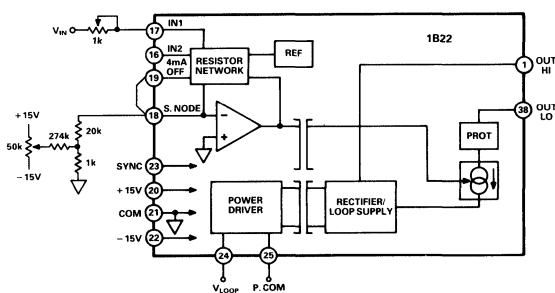 V_IN
1k
17
IN1
16
IN2
4mA
19
OFF
18
S. NODE
RESISTOR
NETWORK
REF
1B22
1
OUT
HI
38
OUT
LO
PROT
−
+
+15V
50k
274k
20k
1k
−15V
SYNC
23
+15V
20
COM
21
−15V
22
POWER
DRIVER
RECTIFIER/
LOOP SUPPLY
24
25
V_LOOP
P. COM